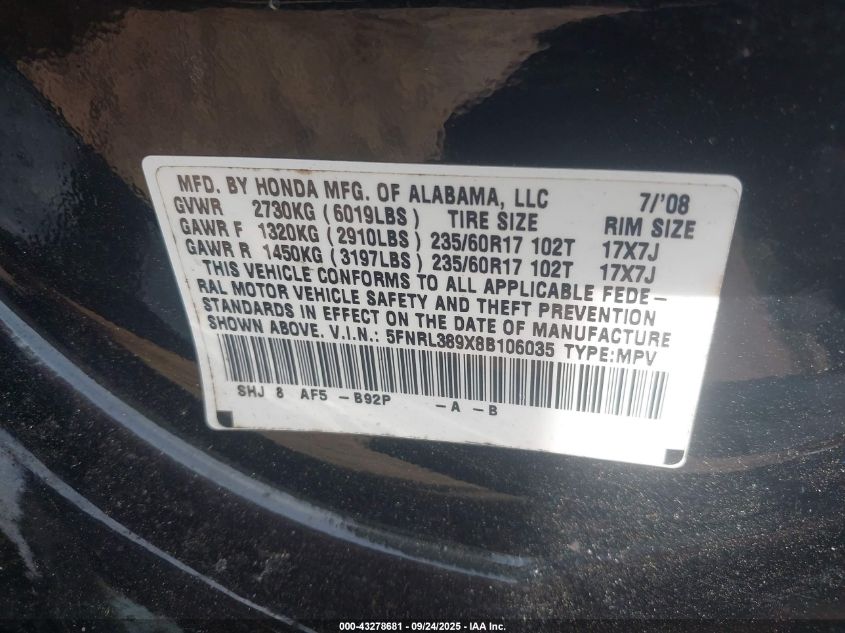 MFD. BY HONDA MFG. OF ALABAMA, LLC 7/'08
GVWR 2730KG (6019LBS) TIRE SIZE RIM SIZE
GAWR F 1320KG (2910LBS) 235/60R17 102T 17X7J
GAWR R 1450KG (3197LBS) 235/60R17 102T 17X7J
THIS VEHICLE CONFORMS TO ALL APPLICABLE FEDE-
RAL MOTOR VEHICLE SAFETY AND THEFT PREVENTION
STANDARDS IN EFFECT ON THE DATE OF MANUFACTURE
SHOWN ABOVE. V.I.N.: 5FNRL389X8B106035 TYPE:MPV
SHJ 8 AF5 -B92P -A -B
000-43278681 - 09/24/2025 - IAA Inc.